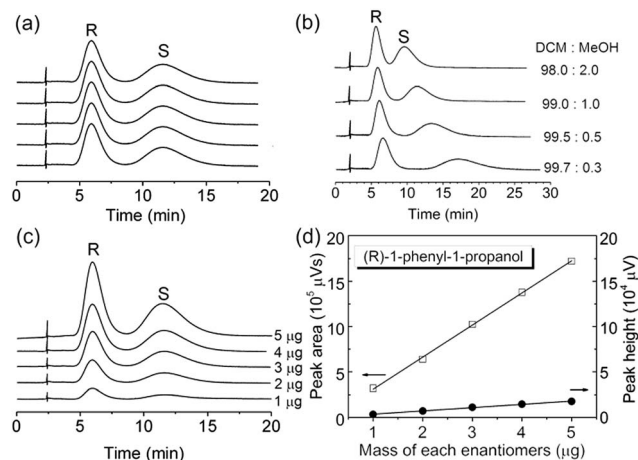 (a)
R
S
0 5 10 15 20
Time (min)
(b)
R
S
DCM : MeOH
98.0 : 2.0
99.0 : 1.0
99.5 : 0.5
99.7 : 0.3
0 5 10 15 20 25 30
Time (min)
(c)
R
S
5 μg
4 μg
3 μg
2 μg
1 μg
0 5 10 15 20
Time (min)
(d)
(R)-1-phenyl-1-propanol
Peak area (10⁵ μVs)
20
15
10
5
0
Peak height (10⁴ μV)
20
15
10
5
0
1 2 3 4 5
Mass of each enantiomers (μg)